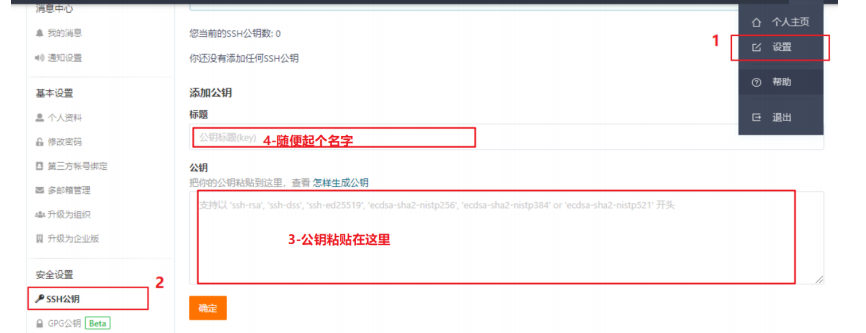 消息中心
我的消息
通知设置
基本设置
个人资料
修改密码
第三方帐号绑定
多邮箱管理
升级为组织
升级为企业版
安全设置
2
SSH公钥
GPG公钥 Beta
您当前的SSH公钥数: 0
你还没有添加任何SSH公钥
添加公钥
标题
公钥标题(key)
4-随便起个名字
公钥
把你的公钥粘贴到这里，查看 怎样生成公钥
支持以 'ssh-rsa', 'ssh-dss', 'ssh-ed25519', 'ecdsa-sha2-nistp256', 'ecdsa-sha2-nistp384' or 'ecdsa-sha2-nistp521' 开头
3-公钥粘贴在这里
确定
个人主页
1
设置
帮助
退出